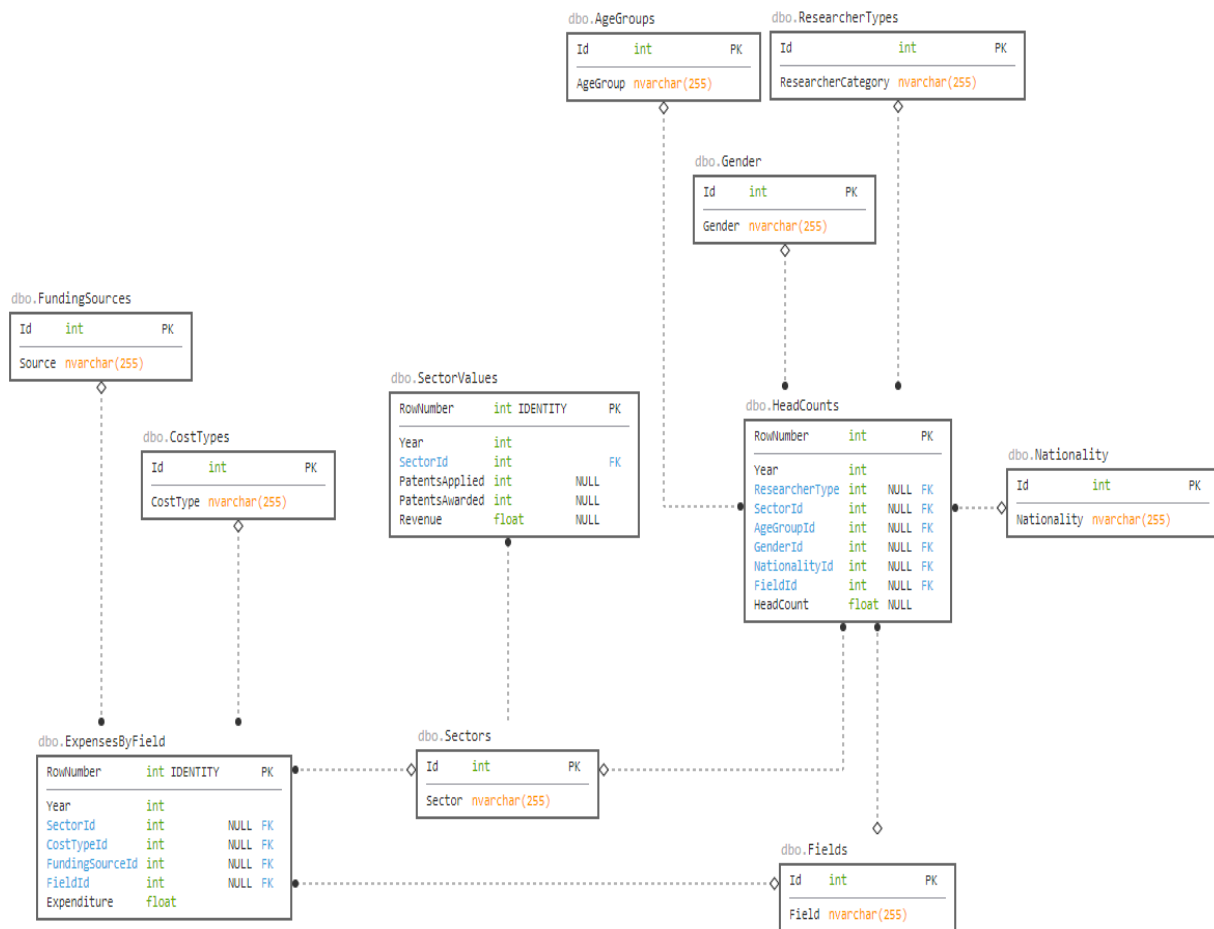 dbo.AgeGroups
Id int PK
AgeGroup nvarchar(255)
dbo.ResearcherTypes
Id int PK
ResearcherCategory nvarchar(255)
dbo.Gender
Id int PK
Gender nvarchar(255)
dbo.FundingSources
Id int PK
Source nvarchar(255)
dbo.CostTypes
Id int PK
CostType nvarchar(255)
dbo.SectorValues
RowNumber int IDENTITY PK
Year int
SectorId int FK
PatentsApplied int NULL
PatentsAwarded int NULL
Revenue float NULL
dbo.HeadCounts
RowNumber int PK
Year int
ResearcherType int NULL FK
SectorId int NULL FK
AgeGroupId int NULL FK
GenderId int NULL FK
NationalityId int NULL FK
FieldId int NULL FK
HeadCount float NULL
dbo.Nationality
Id int PK
Nationality nvarchar(255)
dbo.ExpensesByField
RowNumber int IDENTITY PK
Year int
SectorId int NULL FK
CostTypeId int NULL FK
FundingSourceId int NULL FK
FieldId int NULL FK
Expenditure float
dbo.Sectors
Id int PK
Sector nvarchar(255)
dbo.Fields
Id int PK
Field nvarchar(255)